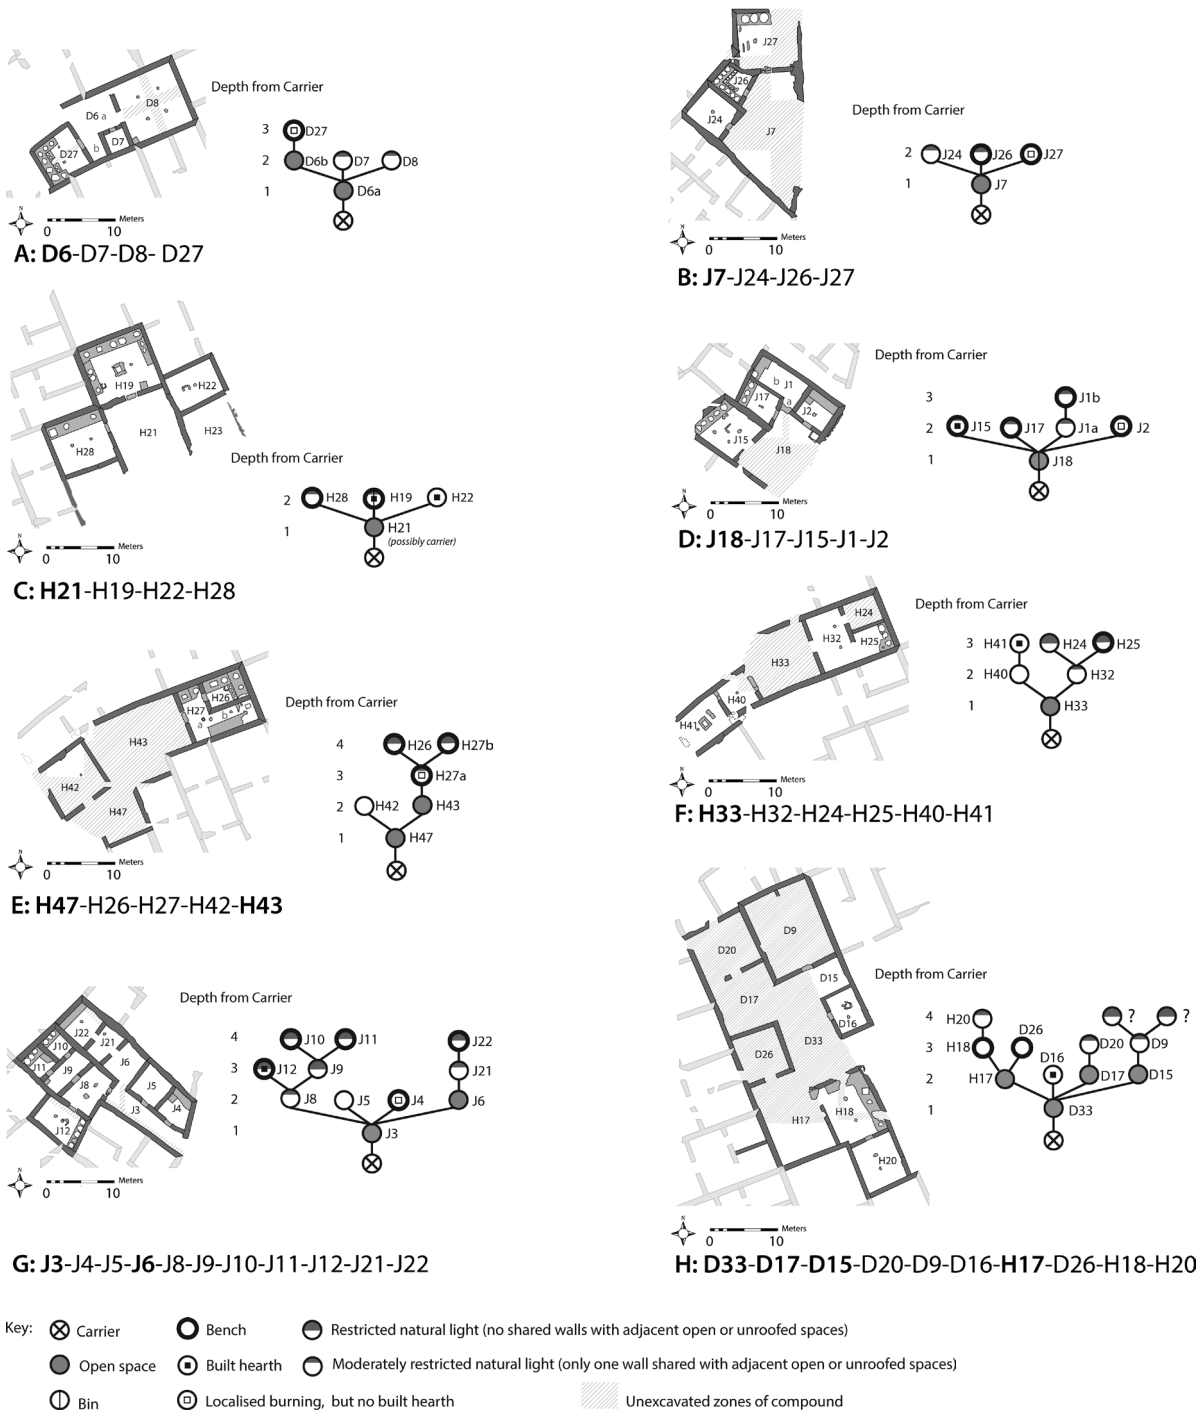 D8
D6 a
D7
D27
b
N
Meters
0 10
Depth from Carrier
3 D27
2 D6b D7 D8
1 D6a
A: D6-D7-D8- D27
J27
J26
J24
J7
N
Meters
0 10
Depth from Carrier
2 J24 J26 J27
1 J7
B: J7-J24-J26-J27
H19
H22
H21
H23
H28
N
Meters
0 10
Depth from Carrier
2 H28 H19 H22
1 H21
(possibly carrier)
C: H21-H19-H22-H28
b J1
J17 a J2
J15
J18
N
Meters
0 10
Depth from Carrier
3 J1b
2 J15 J17 J1a J2
1 J18
D: J18-J17-J15-J1-J2
H26
H27
a b
H43
H42
H47
N
Meters
0 10
Depth from Carrier
4 H26 H27b
3 H27a
2 H42 H43
1 H47
E: H47-H26-H27-H42-H43
H24
H32
H25
H33
H40
H41
N
Meters
0 10
Depth from Carrier
3 H41 H24 H25
2 H40 H32
1 H33
F: H33-H32-H24-H25-H40-H41
J22
J21
J10
J6
J11
J9
J8
J5
J3
J4
J12
N
Meters
0 10
Depth from Carrier
4 J10 J11 J22
3 J12 J9 J21
2 J8 J5 J4 J6
1 J3
G: J3-J4-J5-J6-J8-J9-J10-J11-J12-J21-J22
D9
D20
D15
D17
D16
D33
D26
H18
H17
H20
N
Meters
0 10
Depth from Carrier
4 H20 ? ?
3 H18 D26 D20 D9
2 H17 D16 D17 D15
1 D33
H: D33-D17-D15-D20-D9-D16-H17-D26-H18-H20
Key: Carrier Bench Restricted natural light (no shared walls with adjacent open or unroofed spaces)
Open space Built hearth Moderately restricted natural light (only one wall shared with adjacent open or unroofed spaces)
Bin Localised burning, but no built hearth Unexcavated zones of compound